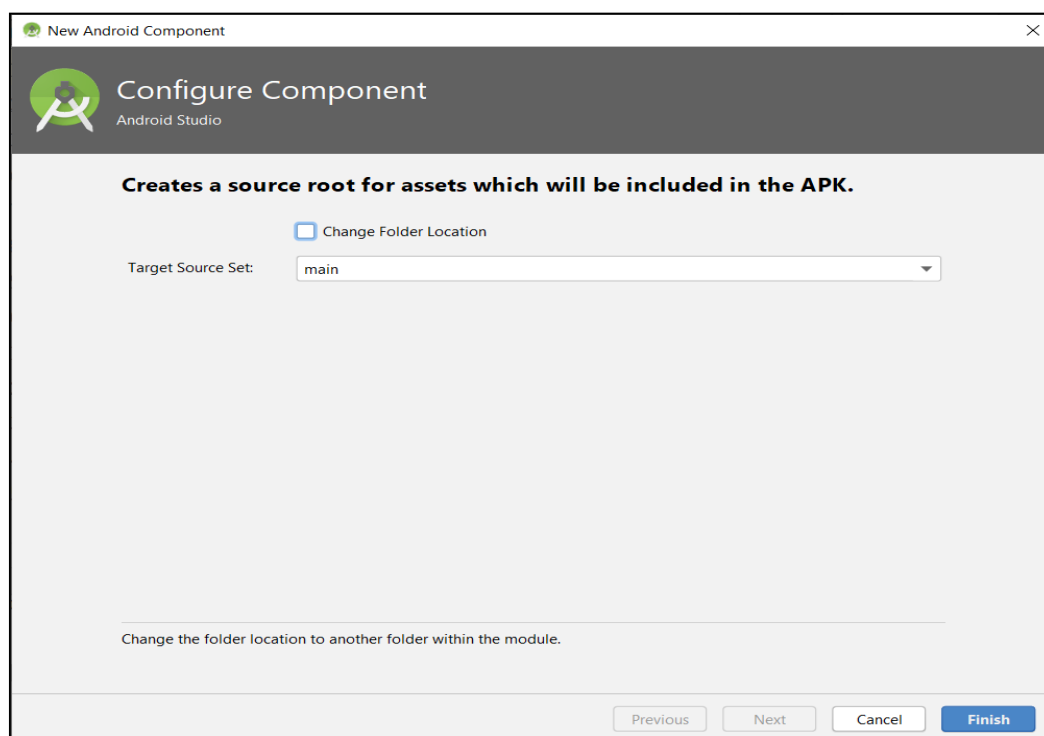 New Android Component
Configure Component
Android Studio
Creates a source root for assets which will be included in the APK.
Change Folder Location
Target Source Set:
main
Change the folder location to another folder within the module.
Previous
Next
Cancel
Finish